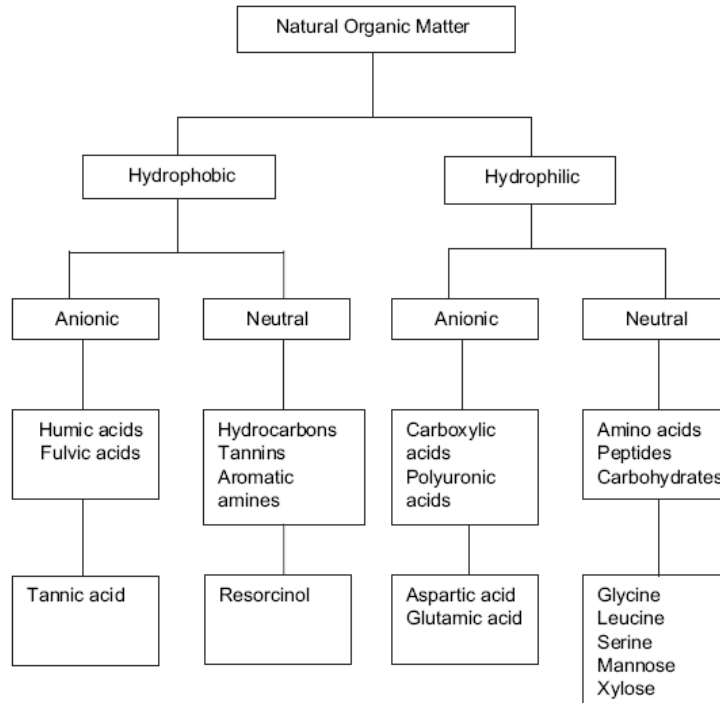 Natural Organic Matter
Hydrophobic
Hydrophilic
Anionic
Neutral
Anionic
Neutral
Humic acids
Fulvic acids
Hydrocarbons
Tannins
Aromatic
amines
Carboxylic
acids
Polyuronic
acids
Amino acids
Peptides
Carbohydrates
Tannic acid
Resorcinol
Aspartic acid
Glutamic acid
Glycine
Leucine
Serine
Mannose
Xylose